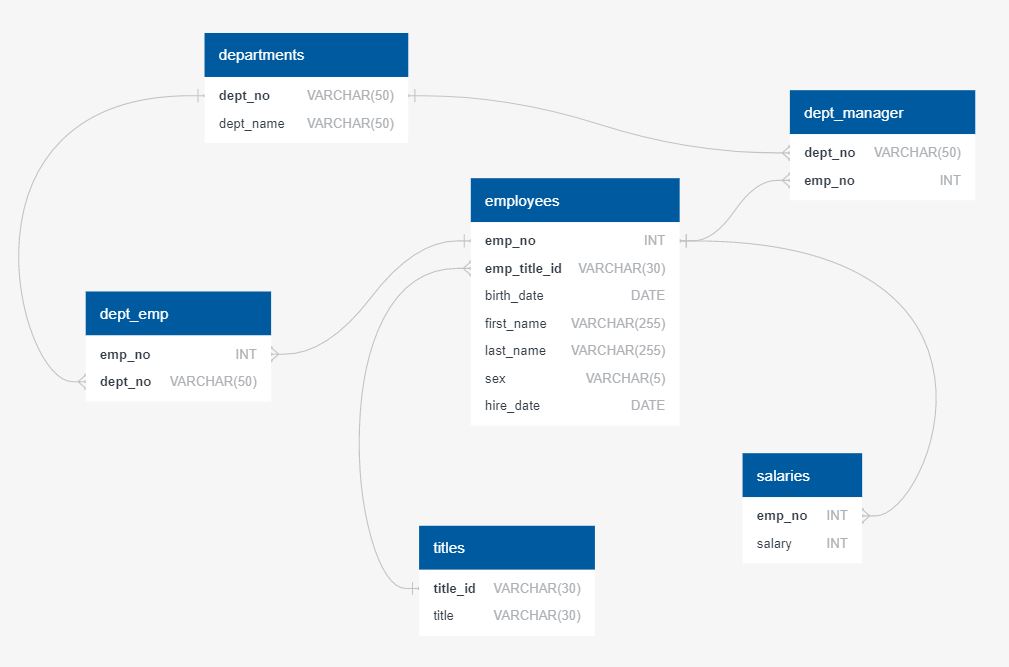 departments
dept_no VARCHAR(50)
dept_name VARCHAR(50)
dept_manager
dept_no VARCHAR(50)
emp_no INT
employees
emp_no INT
emp_title_id VARCHAR(30)
birth_date DATE
first_name VARCHAR(255)
last_name VARCHAR(255)
sex VARCHAR(5)
hire_date DATE
dept_emp
emp_no INT
dept_no VARCHAR(50)
salaries
emp_no INT
salary INT
titles
title_id VARCHAR(30)
title VARCHAR(30)